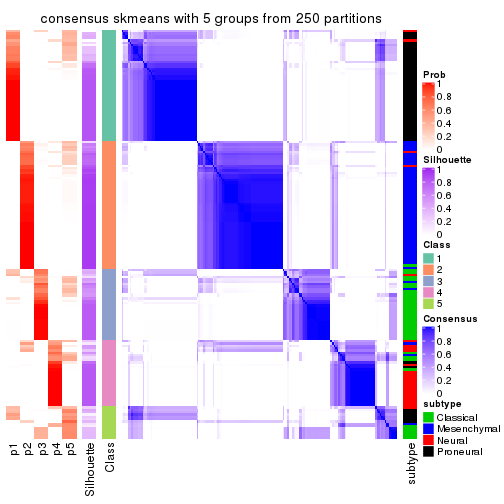 consensus skmeans with 5 groups from 250 partitions
Prob
1
0.8
0.6
0.4
0.2
0
Silhouette
1
0.8
0.6
0.4
0.2
0
Class
1
2
3
4
5
Consensus
1
0.8
0.6
0.4
0.2
0
subtype
Classical
Mesenchymal
Neural
Proneural
p1
p2
p3
p4
p5
Silhouette
Class
subtype